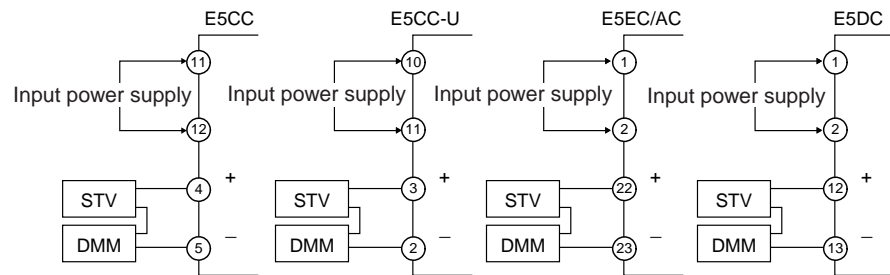 E5CC E5CC-U E5EC/AC E5DC
11 10 1 1
Input power supply Input power supply Input power supply Input power supply
12 11 2 2
4 + 3 + 22 + 12 +
STV STV STV STV
DMM 5 – DMM 2 – DMM 23 – DMM 13 –